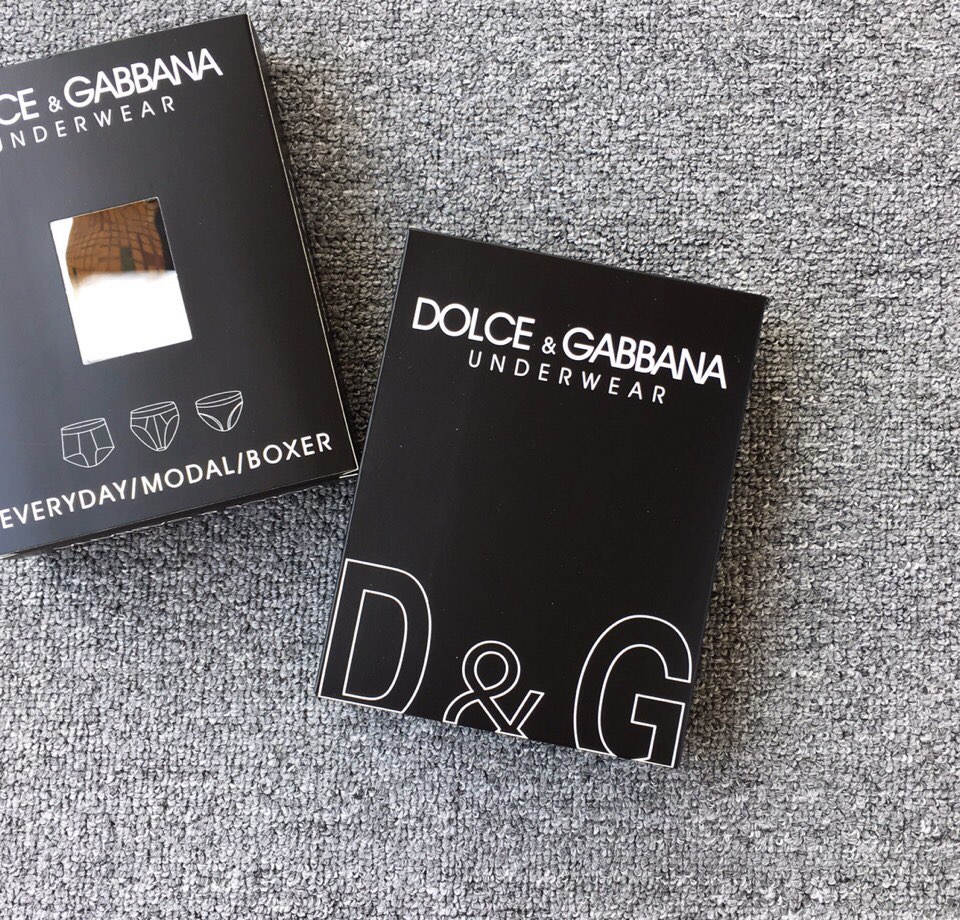 CE & GABBANA
UNDERWEAR
EVERYDAY/MODAL/BOXER
DOLCE & GABBANA
UNDERWEAR
D & G